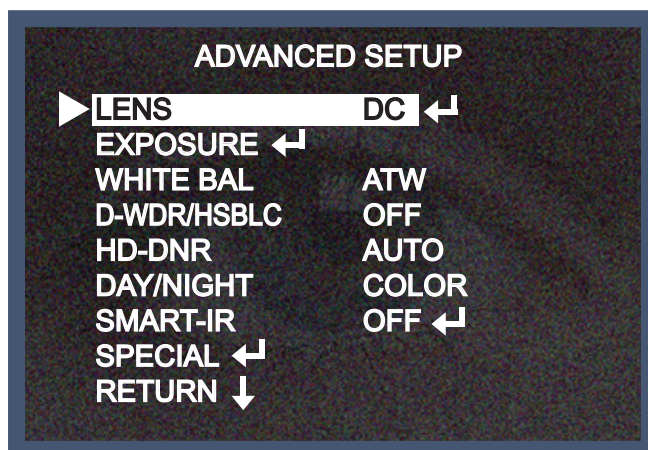 ADVANCED SETUP
LENS DC ↵
EXPOSURE ↵
WHITE BAL ATW
D-WDR/HSBLC OFF
HD-DNR AUTO
DAY/NIGHT COLOR
SMART-IR OFF ↵
SPECIAL ↵
RETURN ↓